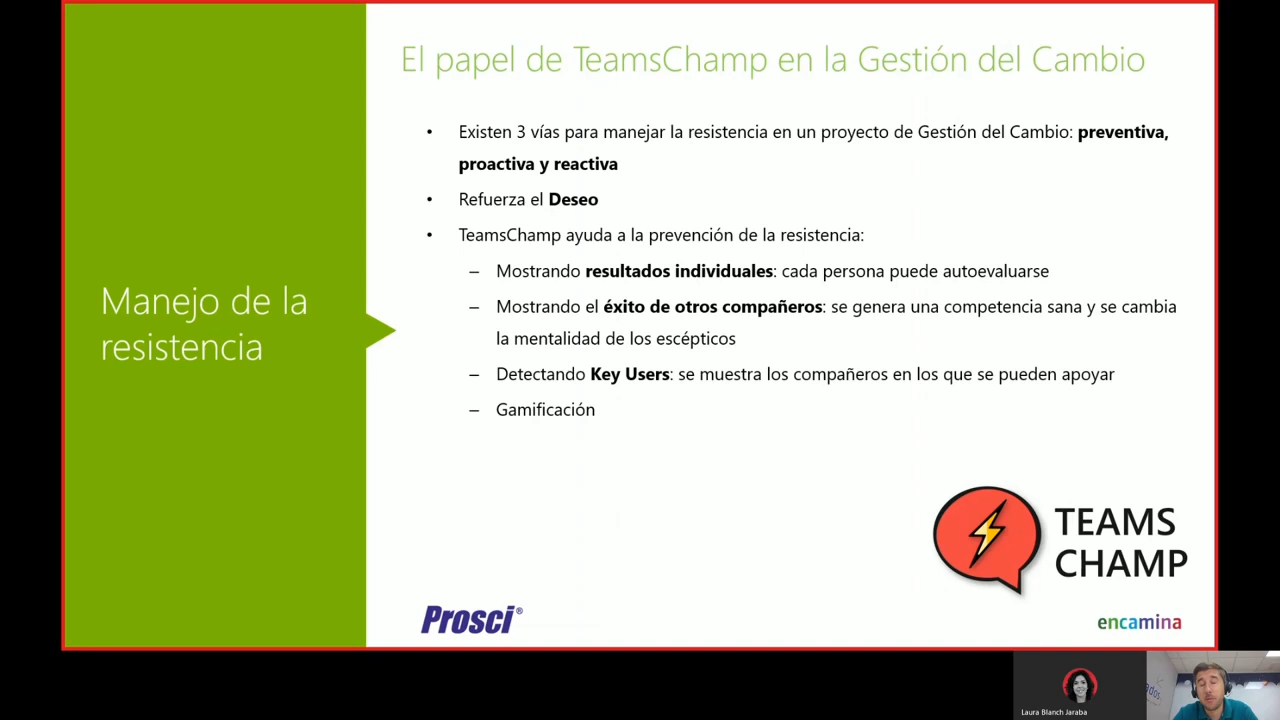 El papel de TeamsChamp en la Gestión del Cambio
Manejo de la
resistencia
• Existen 3 vías para manejar la resistencia en un proyecto de Gestión del Cambio: preventiva,
proactiva y reactiva
• Refuerza el Deseo
• TeamsChamp ayuda a la prevención de la resistencia:
– Mostrando resultados individuales: cada persona puede autoevaluarse
– Mostrando el éxito de otros compañeros: se genera una competencia sana y se cambia
la mentalidad de los escépticos
– Detectando Key Users: se muestra los compañeros en los que se pueden apoyar
– Gamificación
TEAMS
CHAMP
Prosci®
encamina
Laura Blanch Jaraba